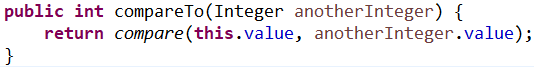 public int compareTo(Integer anotherInteger) {
    return compare(this.value, anotherInteger.value);
}